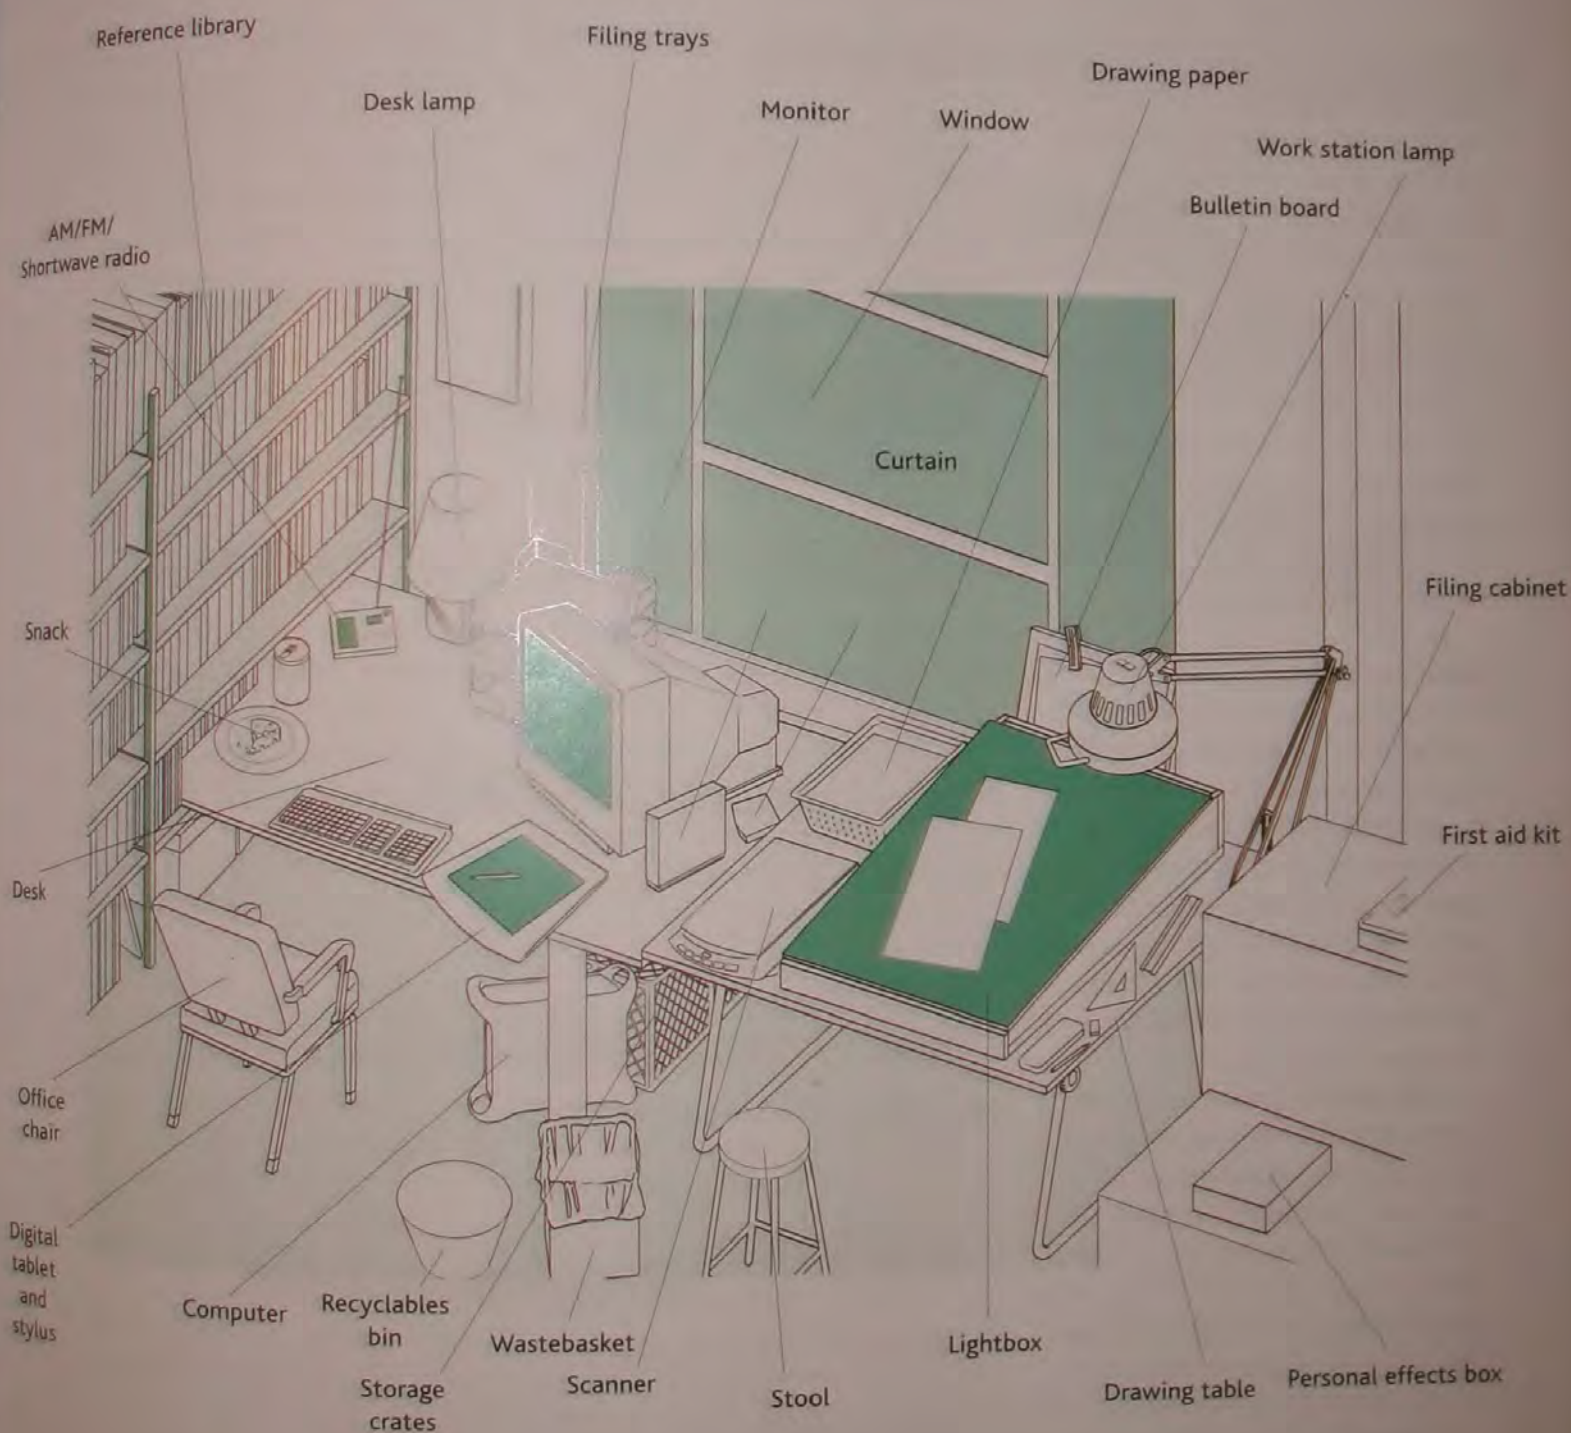 Reference library
Filing trays
Drawing paper
Desk lamp
Monitor
Window
Work station lamp
Bulletin board
AM/FM/
Shortwave radio
Curtain
Filing cabinet
Snack
First aid kit
Desk
Office
chair
Digital
tablet
and
stylus
Computer
Recyclables
bin
Wastebasket
Lightbox
Storage
crates
Scanner
Stool
Drawing table
Personal effects box